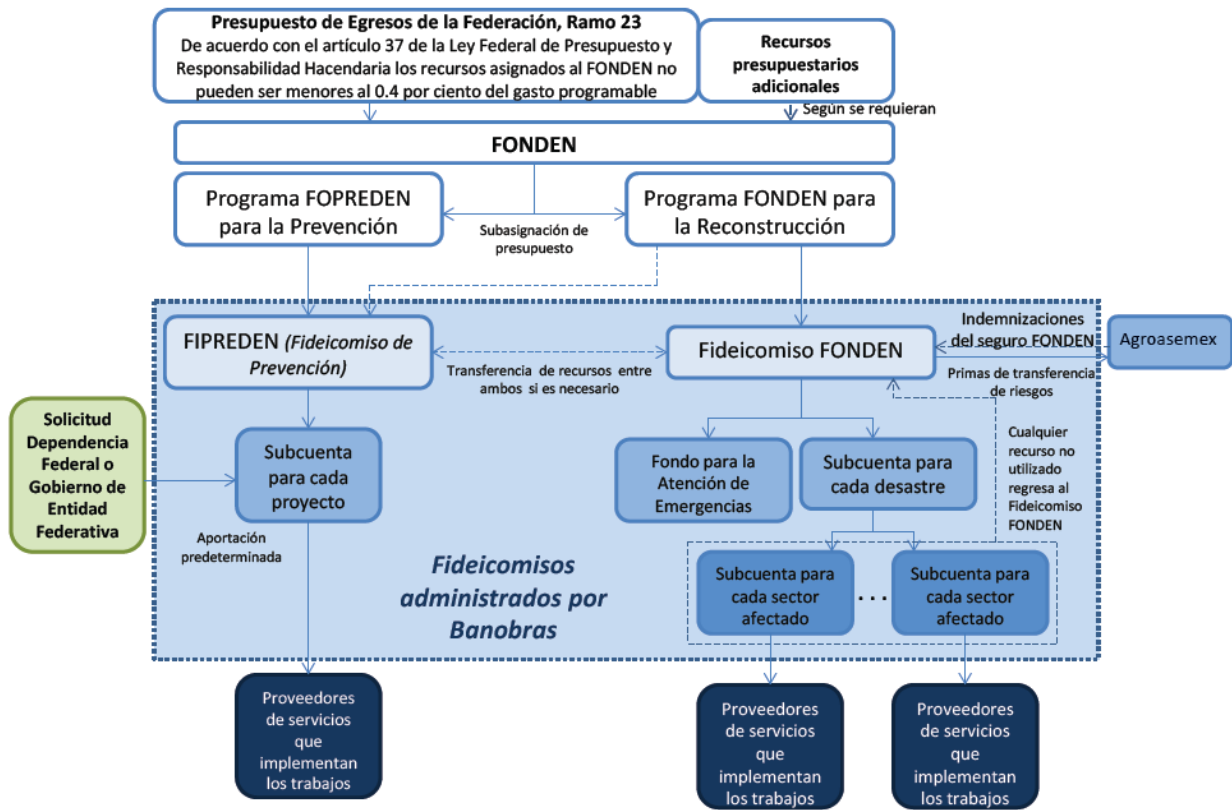 Presupuesto de Egresos de la Federación, Ramo 23
De acuerdo con el artículo 37 de la Ley Federal de Presupuesto y
Responsabilidad Hacendaria los recursos asignados al FONDEN no
pueden ser menores al 0.4 por ciento del gasto programable
Recursos
presupuestarios
adicionales
Según se requieran
FONDEN
Programa FOPREDEN
para la Prevención
Subasignación de
presupuesto
Programa FONDEN para
la Reconstrucción
FIPREDEN (Fideicomiso de
Prevención)
Transferencia de recursos entre
ambos si es necesario
Fideicomiso FONDEN
Indemnizaciones
del seguro FONDEN
Agroasemex
Primas de transferencia
de riesgos
Solicitud
Dependencia
Federal o
Gobierno de
Entidad
Federativa
Subcuenta
para cada
proyecto
Aportación
predeterminada
Fondo para la
Atención de
Emergencias
Subcuenta para
cada desastre
Cualquier
recurso no
utilizado
regresa al
Fideicomiso
FONDEN
Fideicomisos
administrados por
Banobras
Subcuenta para
cada sector
afectado
...
Subcuenta para
cada sector
afectado
Proveedores
de servicios
que
implementan
los trabajos
Proveedores
de servicios
que
implementan
los trabajos
Proveedores
de servicios
que
implementan
los trabajos